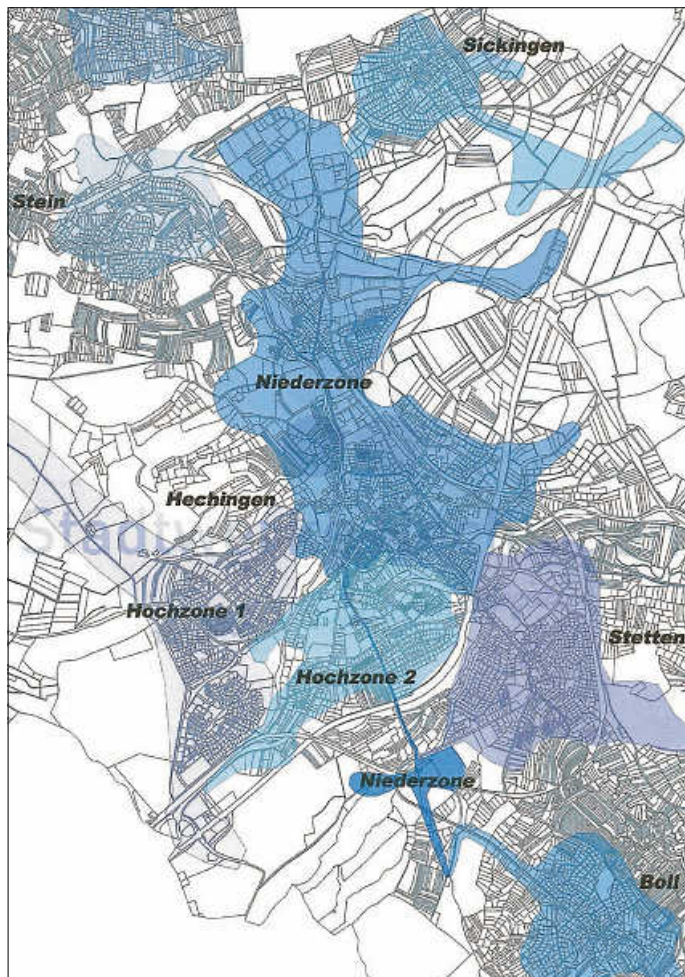 Sickingen
Stein
Niederzone
Hechingen
Hochzone 1
Stetten
Hochzone 2
Niederzone
Boll